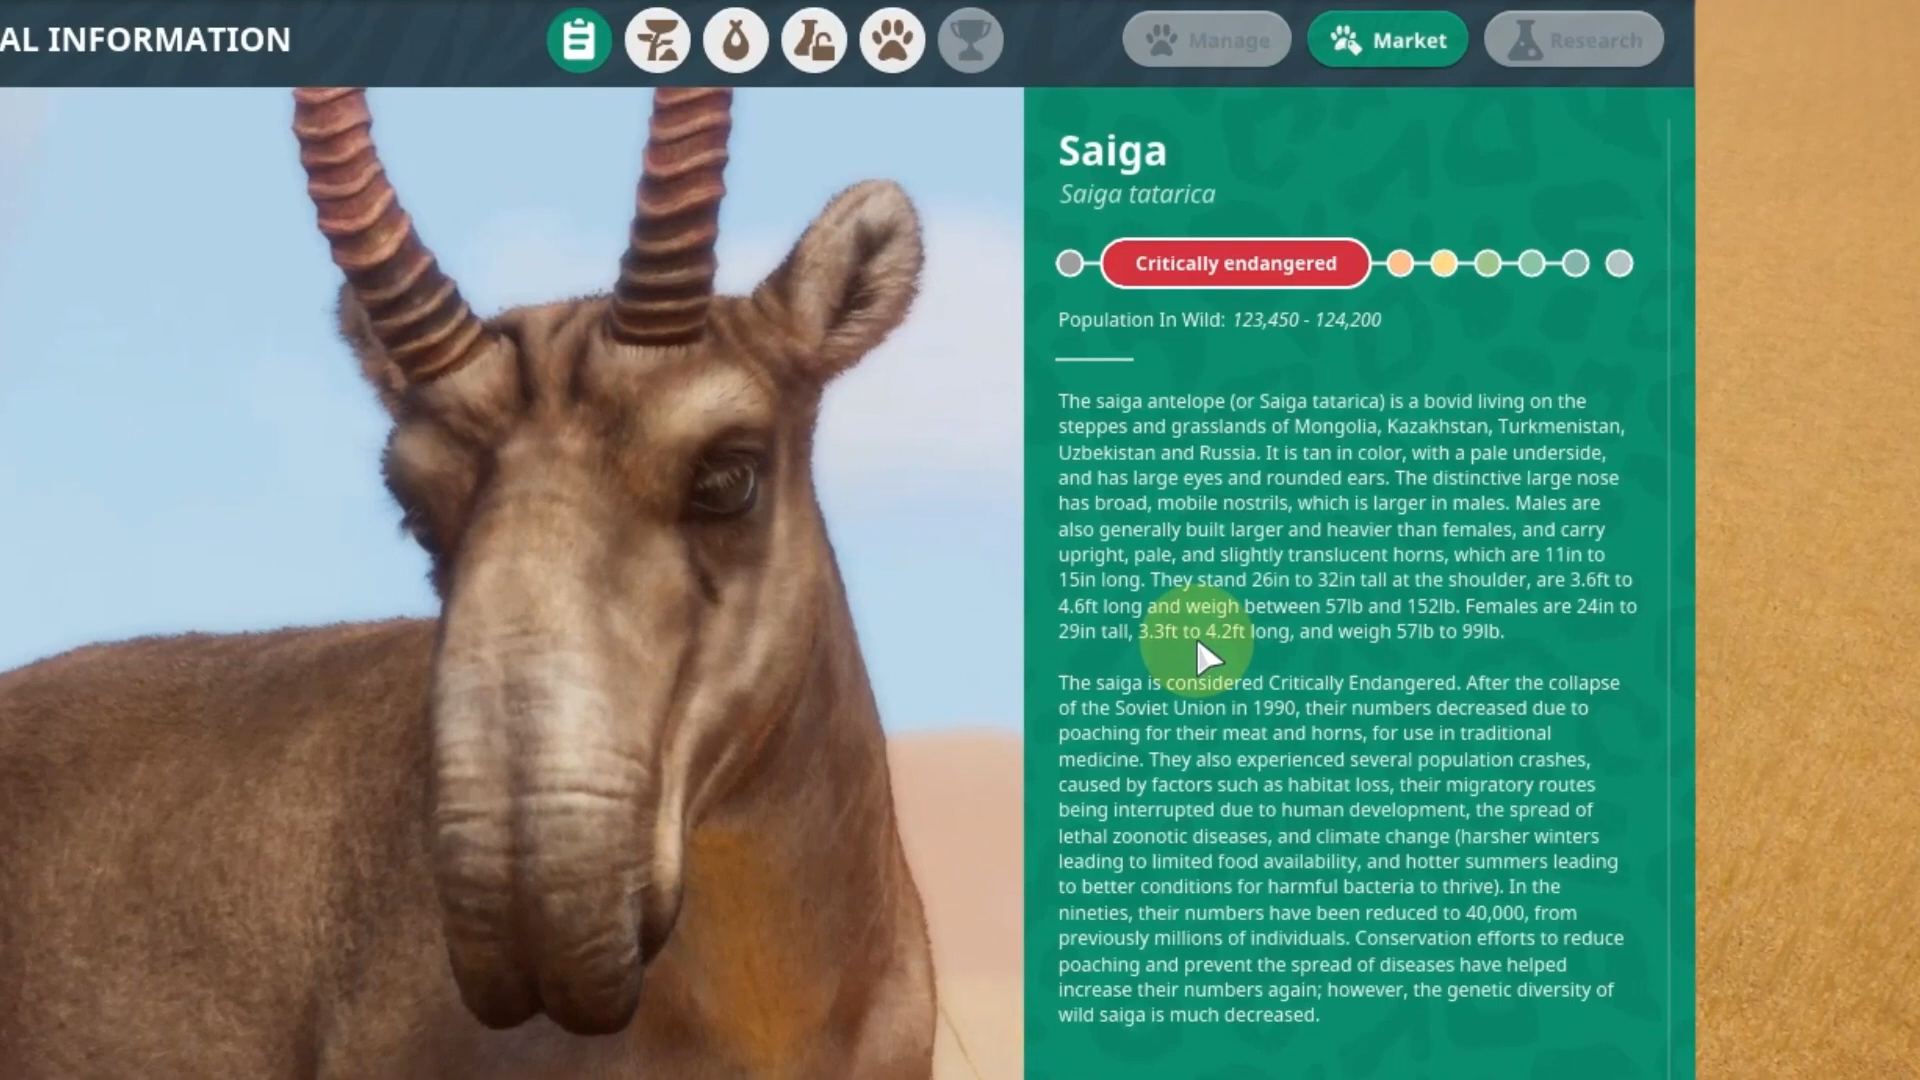 AL INFORMATION
Manage
Market
Research
Saiga
Saiga tatarica
Critically endangered
Population In Wild: 123,450 - 124,200
The saiga antelope (or Saiga tatarica) is a bovid living on the
steppes and grasslands of Mongolia, Kazakhstan, Turkmenistan,
Uzbekistan and Russia. It is tan in color, with a pale underside,
and has large eyes and rounded ears. The distinctive large nose
has broad, mobile nostrils, which is larger in males. Males are
also generally built larger and heavier than females, and carry
upright, pale, and slightly translucent horns, which are 11in to
15in long. They stand 26in to 32in tall at the shoulder, are 3.6ft to
4.6ft long and weigh between 57lb and 152lb. Females are 24in to
29in tall, 3.3ft to 4.2ft long, and weigh 57lb to 99lb.
The saiga is considered Critically Endangered. After the collapse
of the Soviet Union in 1990, their numbers decreased due to
poaching for their meat and horns, for use in traditional
medicine. They also experienced several population crashes,
caused by factors such as habitat loss, their migratory routes
being interrupted due to human development, the spread of
lethal zoonotic diseases, and climate change (harsher winters
leading to limited food availability, and hotter summers leading
to better conditions for harmful bacteria to thrive). In the
nineties, their numbers have been reduced to 40,000, from
previously millions of individuals. Conservation efforts to reduce
poaching and prevent the spread of diseases have helped
increase their numbers again; however, the genetic diversity of
wild saiga is much decreased.